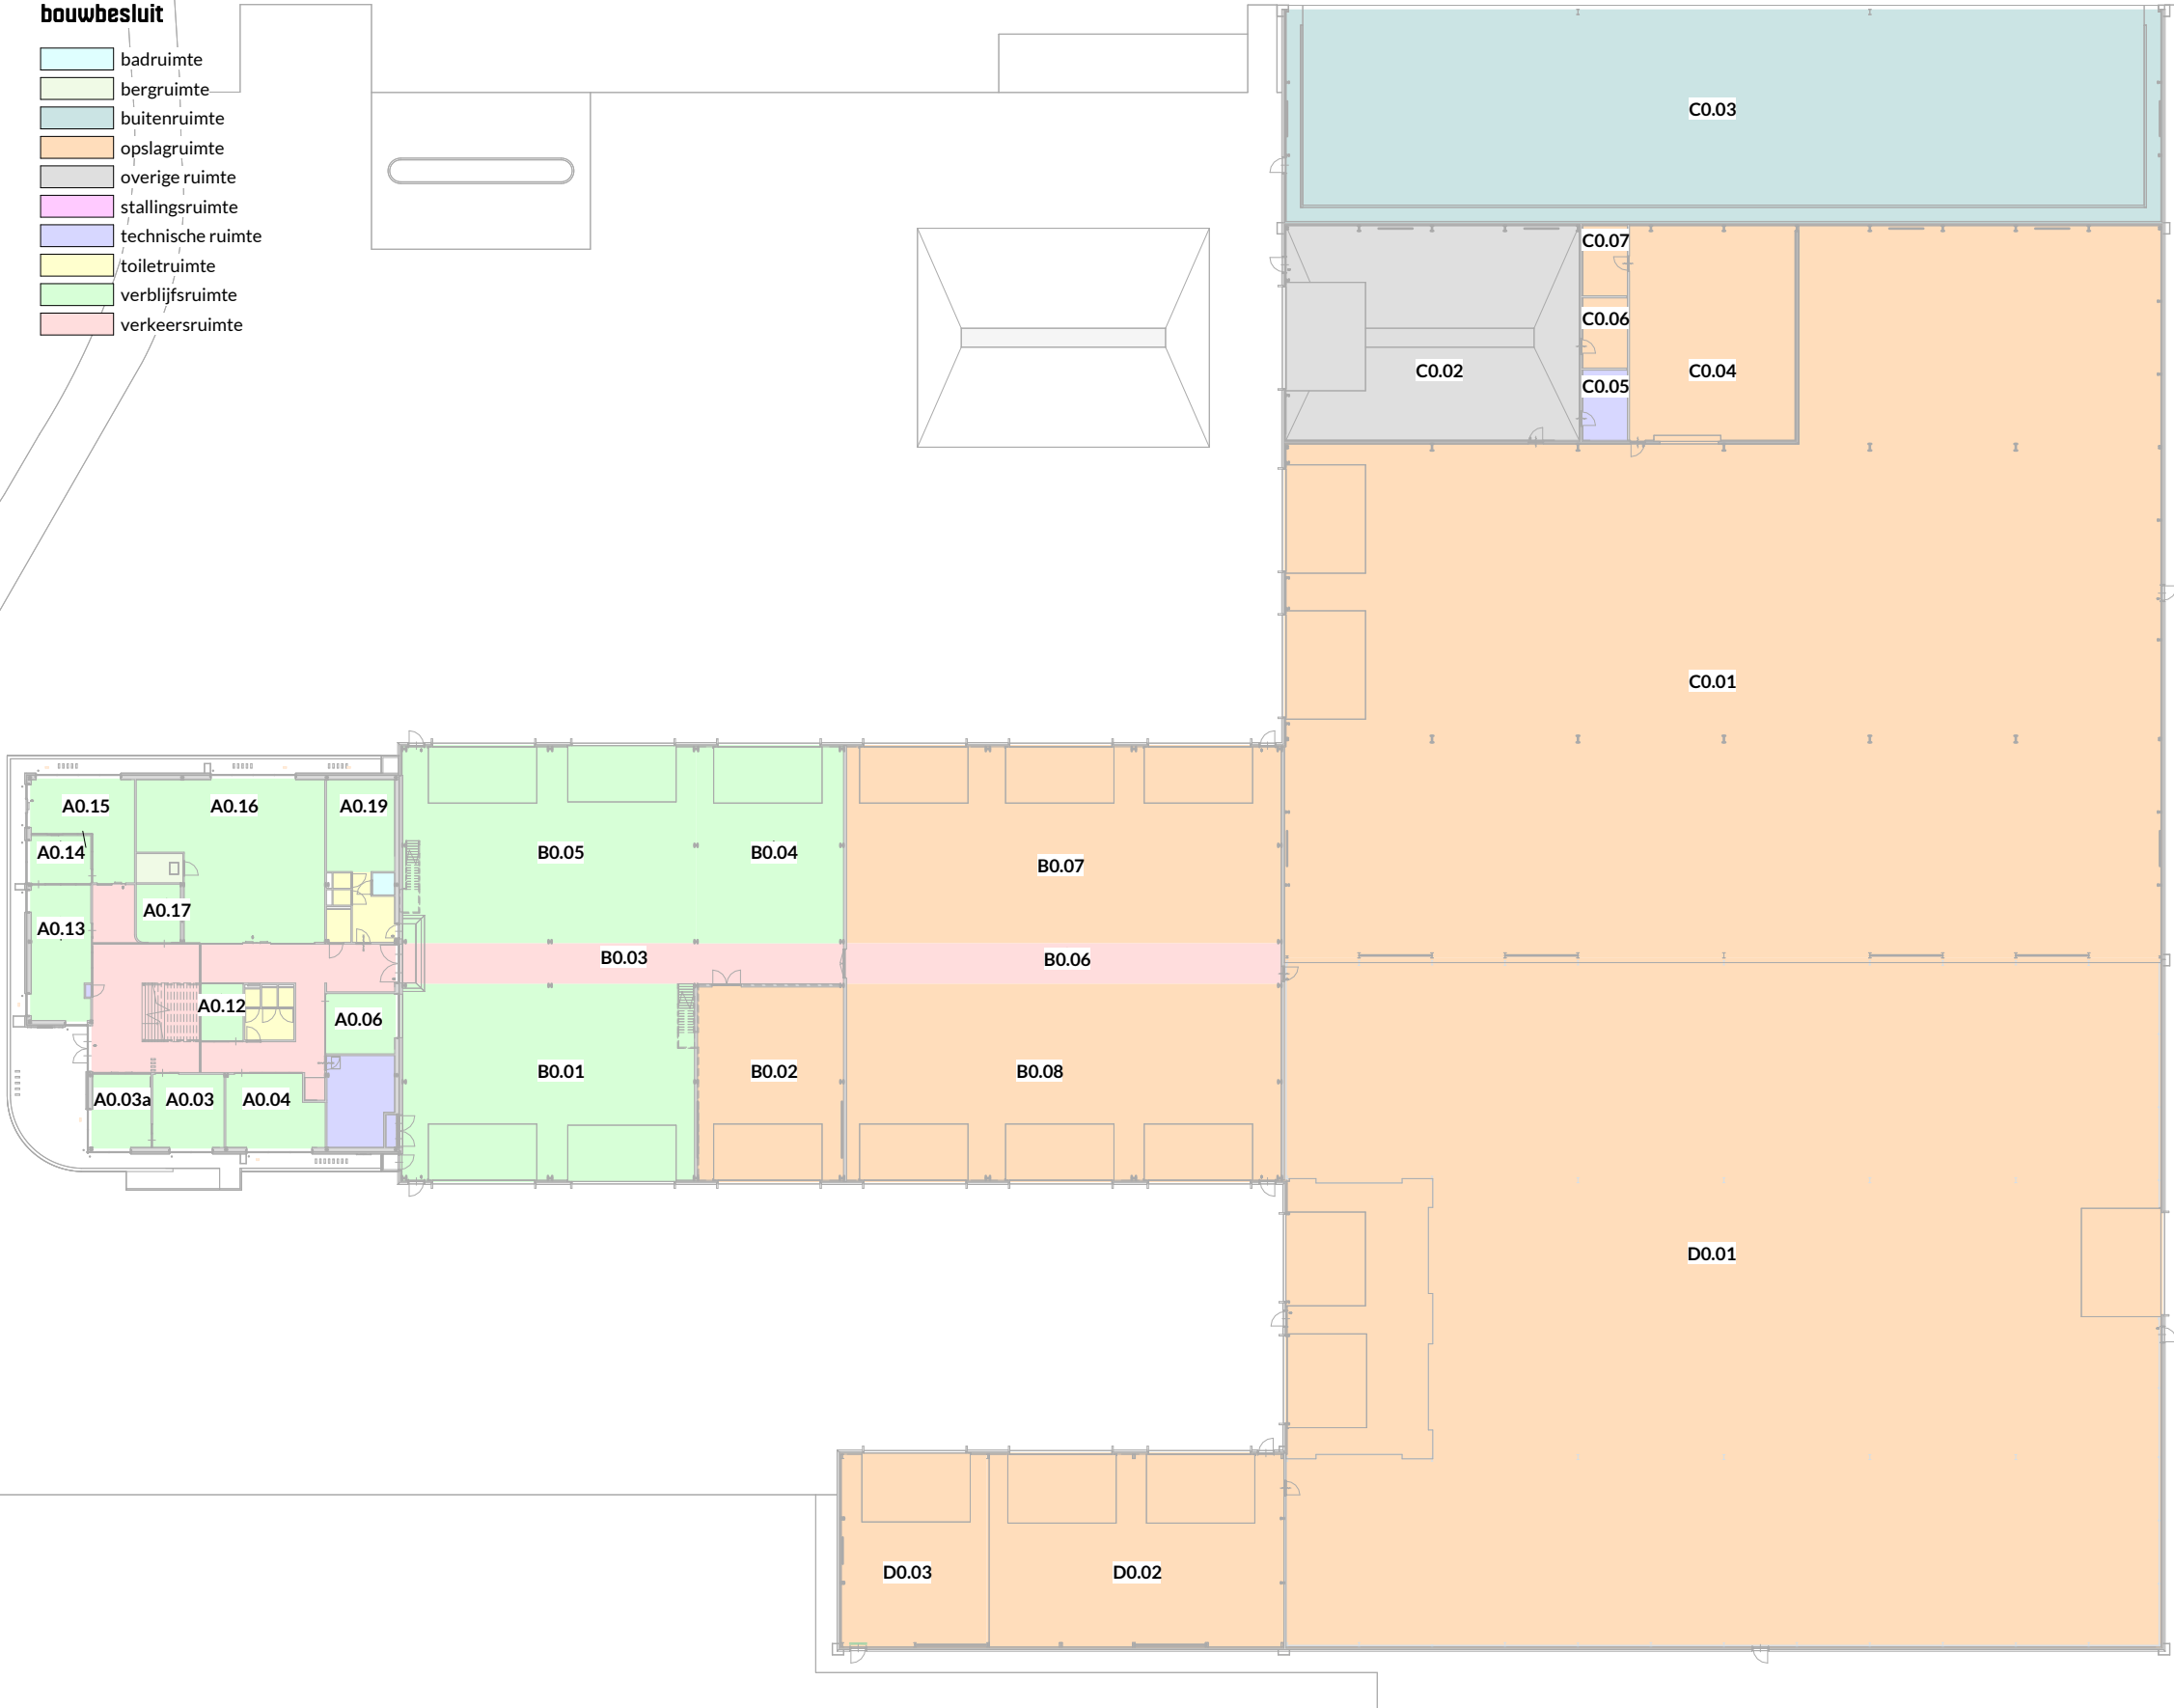 bouwbesluit
badruimte
bergruimte
buitenruimte
opslagruimte
overige ruimte
stallingsruimte
technische ruimte
toiletruimte
verblijfsruimte
verkeersruimte
C0.03
C0.07
C0.06
C0.02
C0.05
C0.04
C0.01
A0.15
A0.16
A0.19
A0.14
A0.17
A0.13
A0.12
A0.06
A0.03a
A0.03
A0.04
B0.05
B0.04
B0.07
B0.03
B0.06
B0.01
B0.02
B0.08
D0.01
D0.03
D0.02